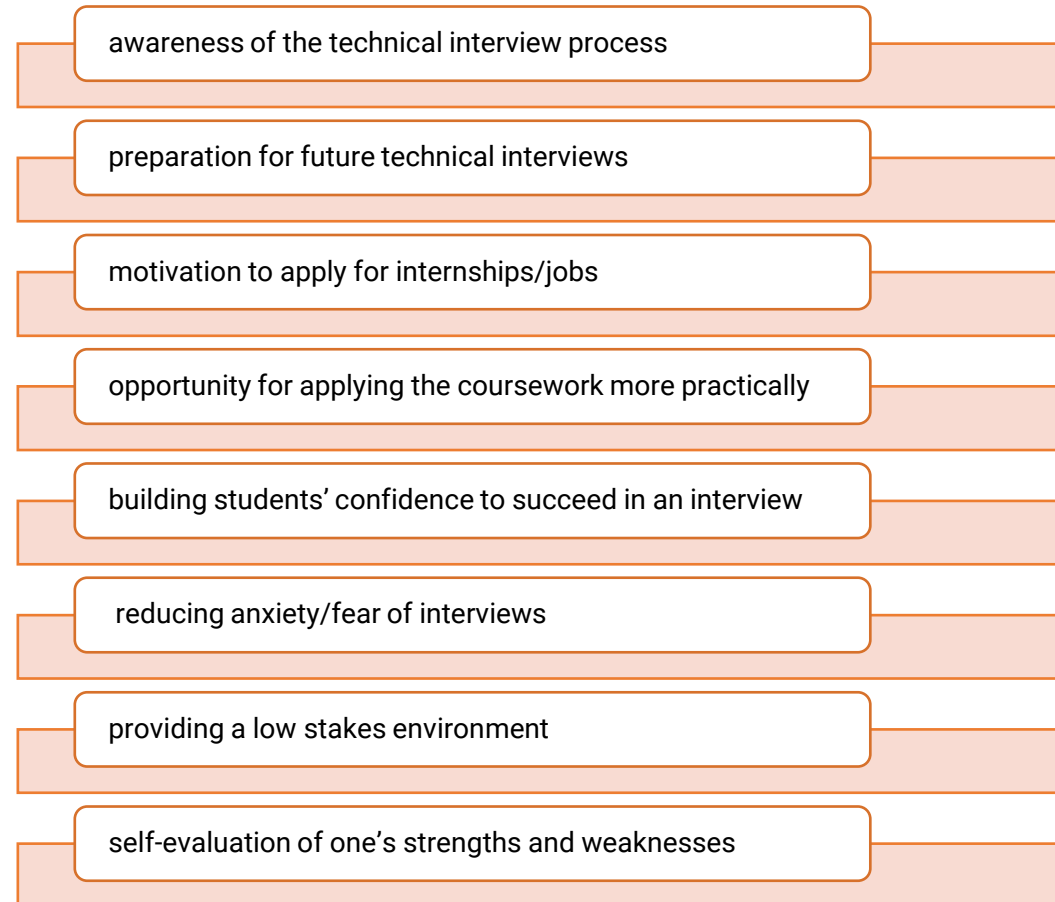 awareness of the technical interview process
preparation for future technical interviews
motivation to apply for internships/jobs
opportunity for applying the coursework more practically
building students’ confidence to succeed in an interview
reducing anxiety/fear of interviews
providing a low stakes environment
self-evaluation of one’s strengths and weaknesses